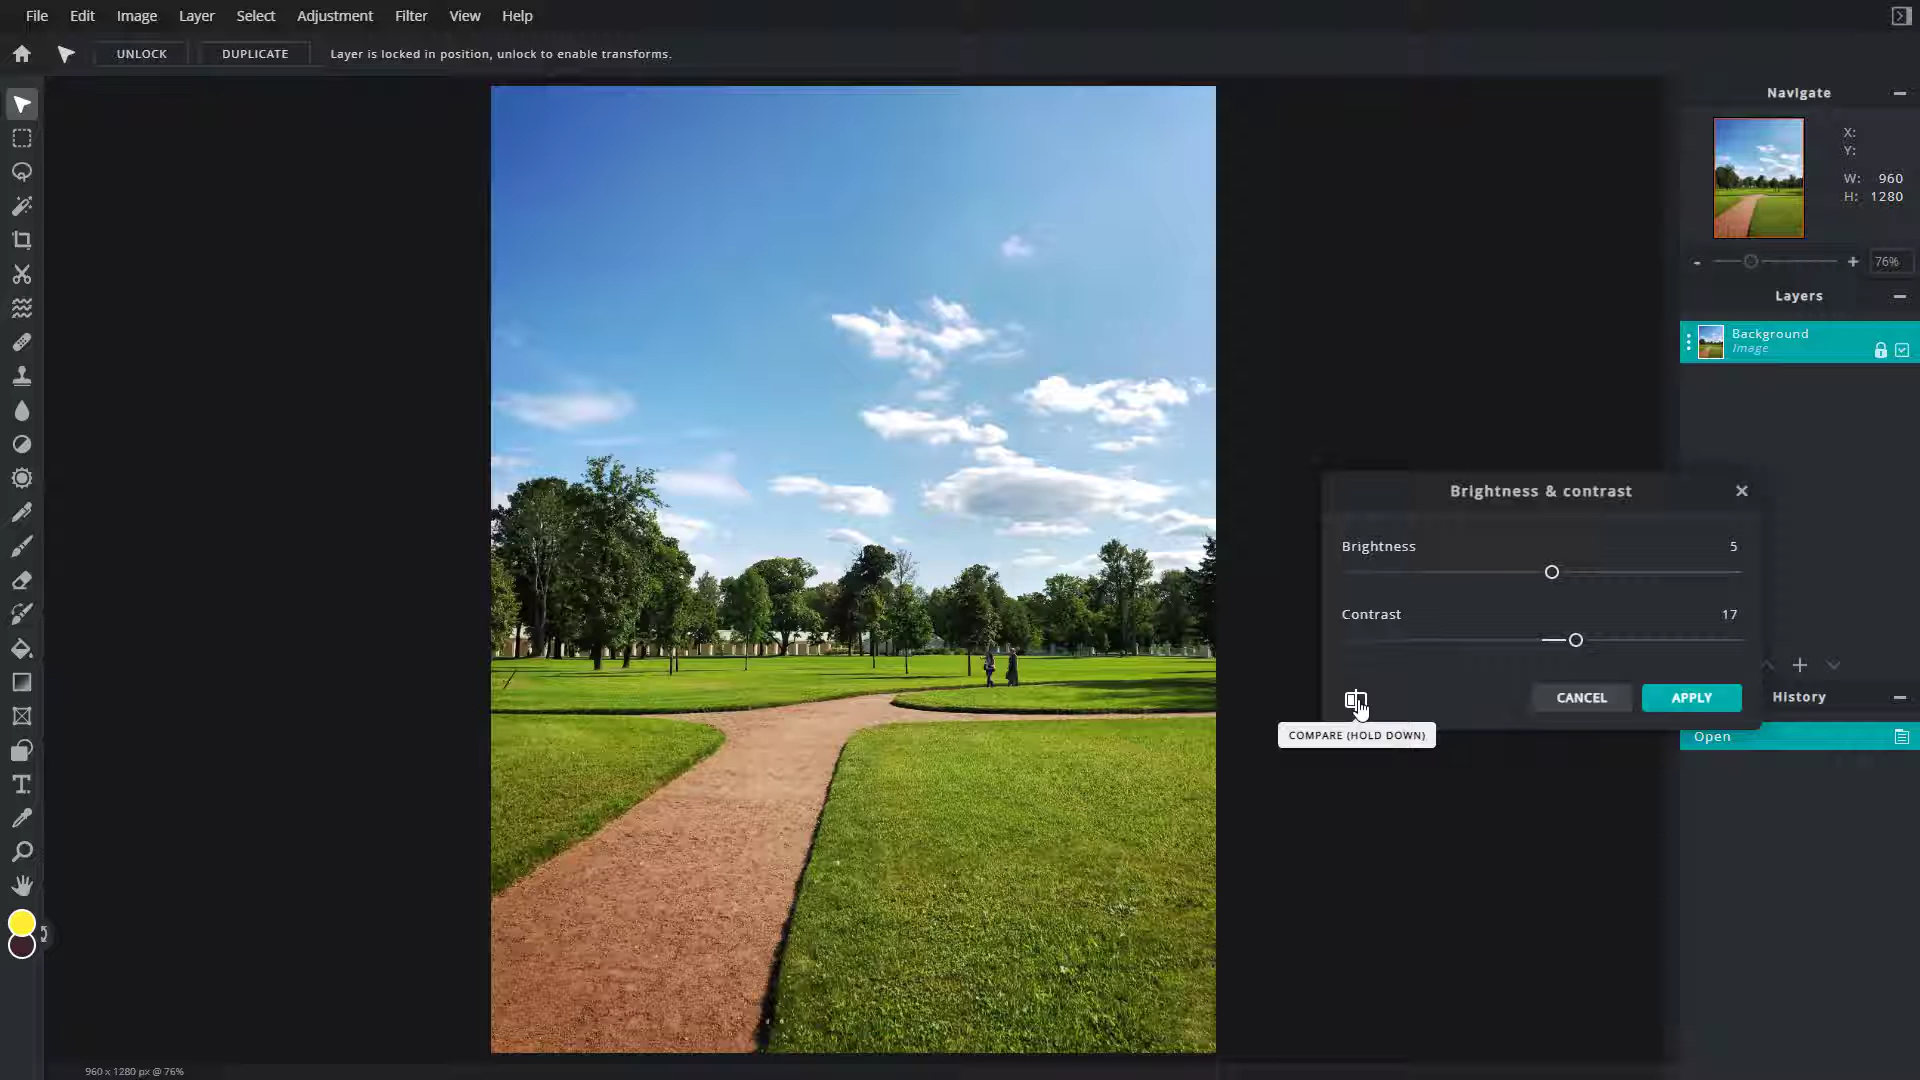 File Edit Image Layer Select Adjustment Filter View Help
UNLOCK DUPLICATE Layer is locked in position, unlock to enable transforms.
Navigate
X:
Y:
W: 960
H: 1280
76%
Layers
Background
Image
Brightness & contrast
Brightness 5
Contrast 17
CANCEL APPLY
COMPARE (HOLD DOWN)
History
Open
960 x 1280 px @ 76%